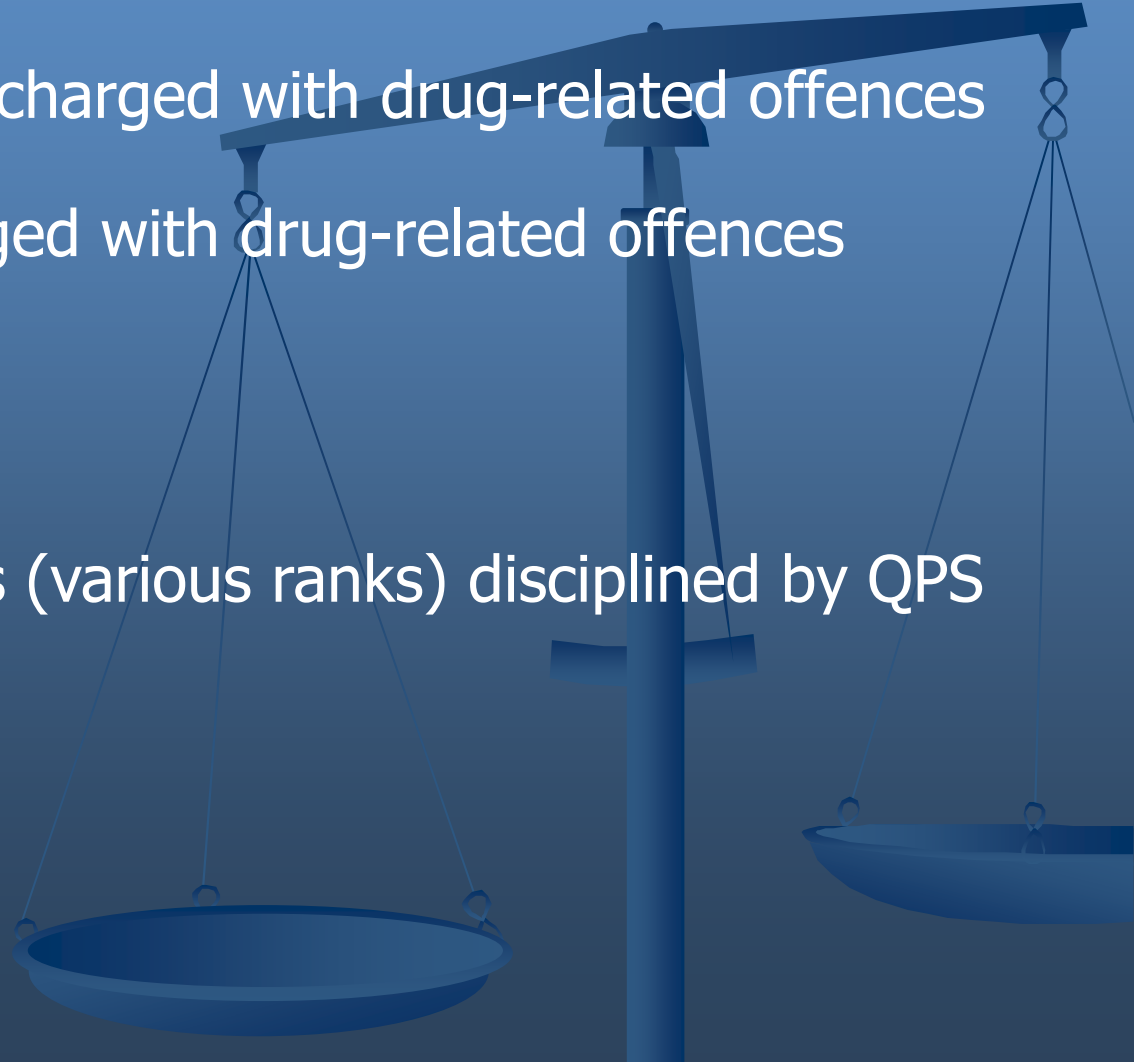 charged with drug-related offences
ged with drug-related offences
s (various ranks) disciplined by QPS